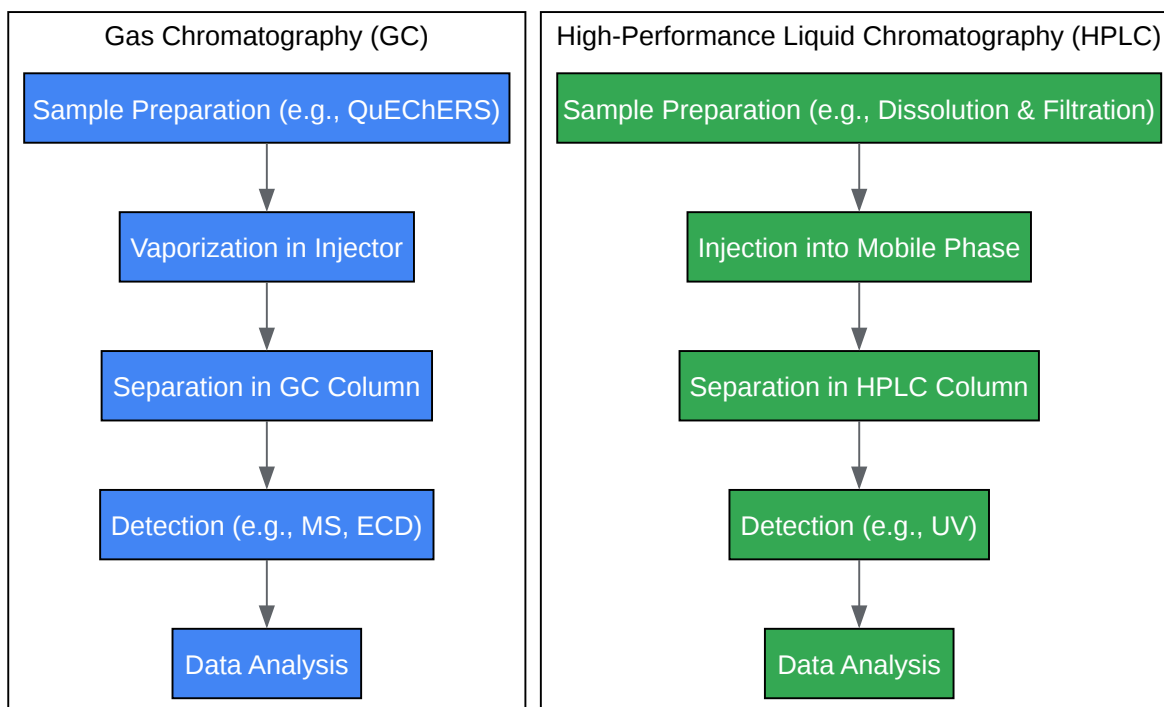 Gas Chromatography (GC)
Sample Preparation (e.g., QuEChERS)
Vaporization in Injector
Separation in GC Column
Detection (e.g., MS, ECD)
Data Analysis
High-Performance Liquid Chromatography (HPLC)
Sample Preparation (e.g., Dissolution & Filtration)
Injection into Mobile Phase
Separation in HPLC Column
Detection (e.g., UV)
Data Analysis